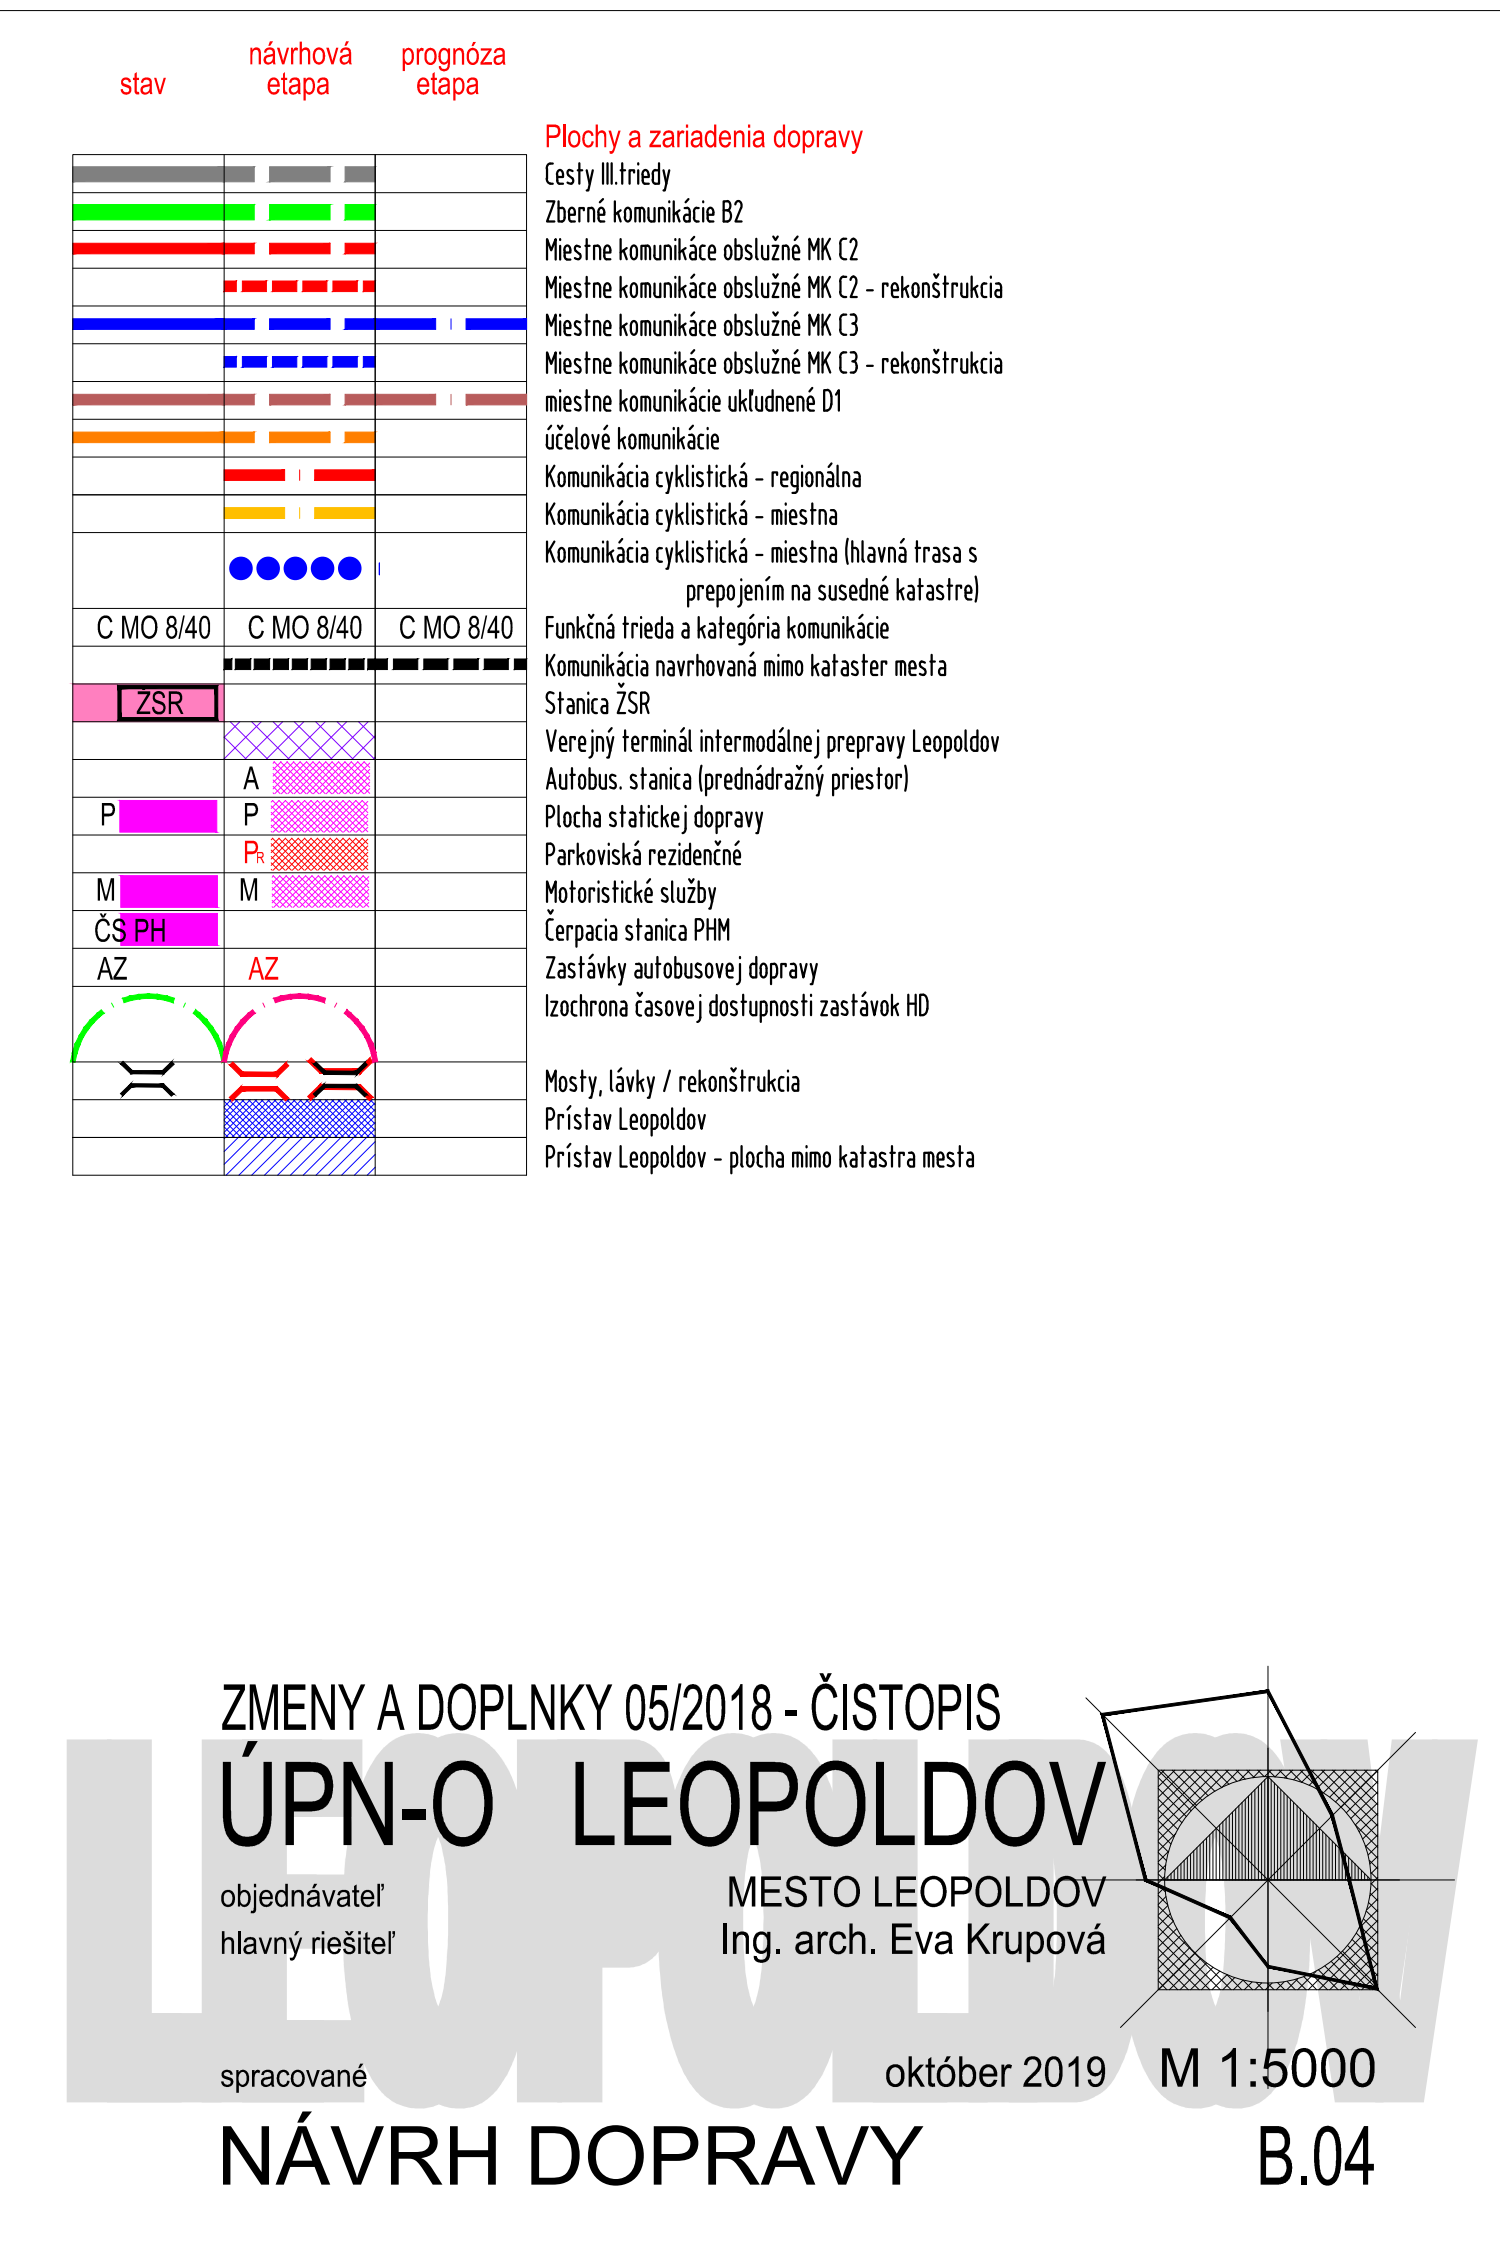 návrhová prognóza
stav etapa etapa
Plochy a zariadenia dopravy
Cesty III.triedy
Zberné komunikácie B2
Miestne komunikáce obslužné MK C2
Miestne komunikáce obslužné MK C2 - rekonštrukcia
Miestne komunikáce obslužné MK C3
Miestne komunikáce obslužné MK C3 - rekonštrukcia
miestne komunikácie ukľudnené D1
účelové komunikácie
Komunikácia cyklistická - regionálna
Komunikácia cyklistická - miestna
Komunikácia cyklistická - miestna (hlavná trasa s
prepojením na susedné katastre)
C MO 8/40 C MO 8/40 C MO 8/40 Funkčná trieda a kategória komunikácie
Komunikácia navrhovaná mimo kataster mesta
ŽSR Stanica ŽSR
Verejný terminál intermodálnej prepravy Leopoldov
A Autobus. stanica (prednádražný priestor)
P P Plocha statickej dopravy
PR Parkoviská rezidenčné
M M Motoristické služby
ČS PH Čerpacia stanica PHM
AZ AZ Zastávky autobusovej dopravy
Izochrona časovej dostupnosti zastávok HD
Mosty, lávky / rekonštrukcia
Prístav Leopoldov
Prístav Leopoldov - plocha mimo katastra mesta
ZMENY A DOPLNKY 05/2018 - ČISTOPIS
LEOPOLDOV
ÚPN-O LEOPOLDOV
objednávateľ MESTO LEOPOLDOV
hlavný riešiteľ Ing. arch. Eva Krupová
spracované október 2019 M 1:5000
NÁVRH DOPRAVY B.04